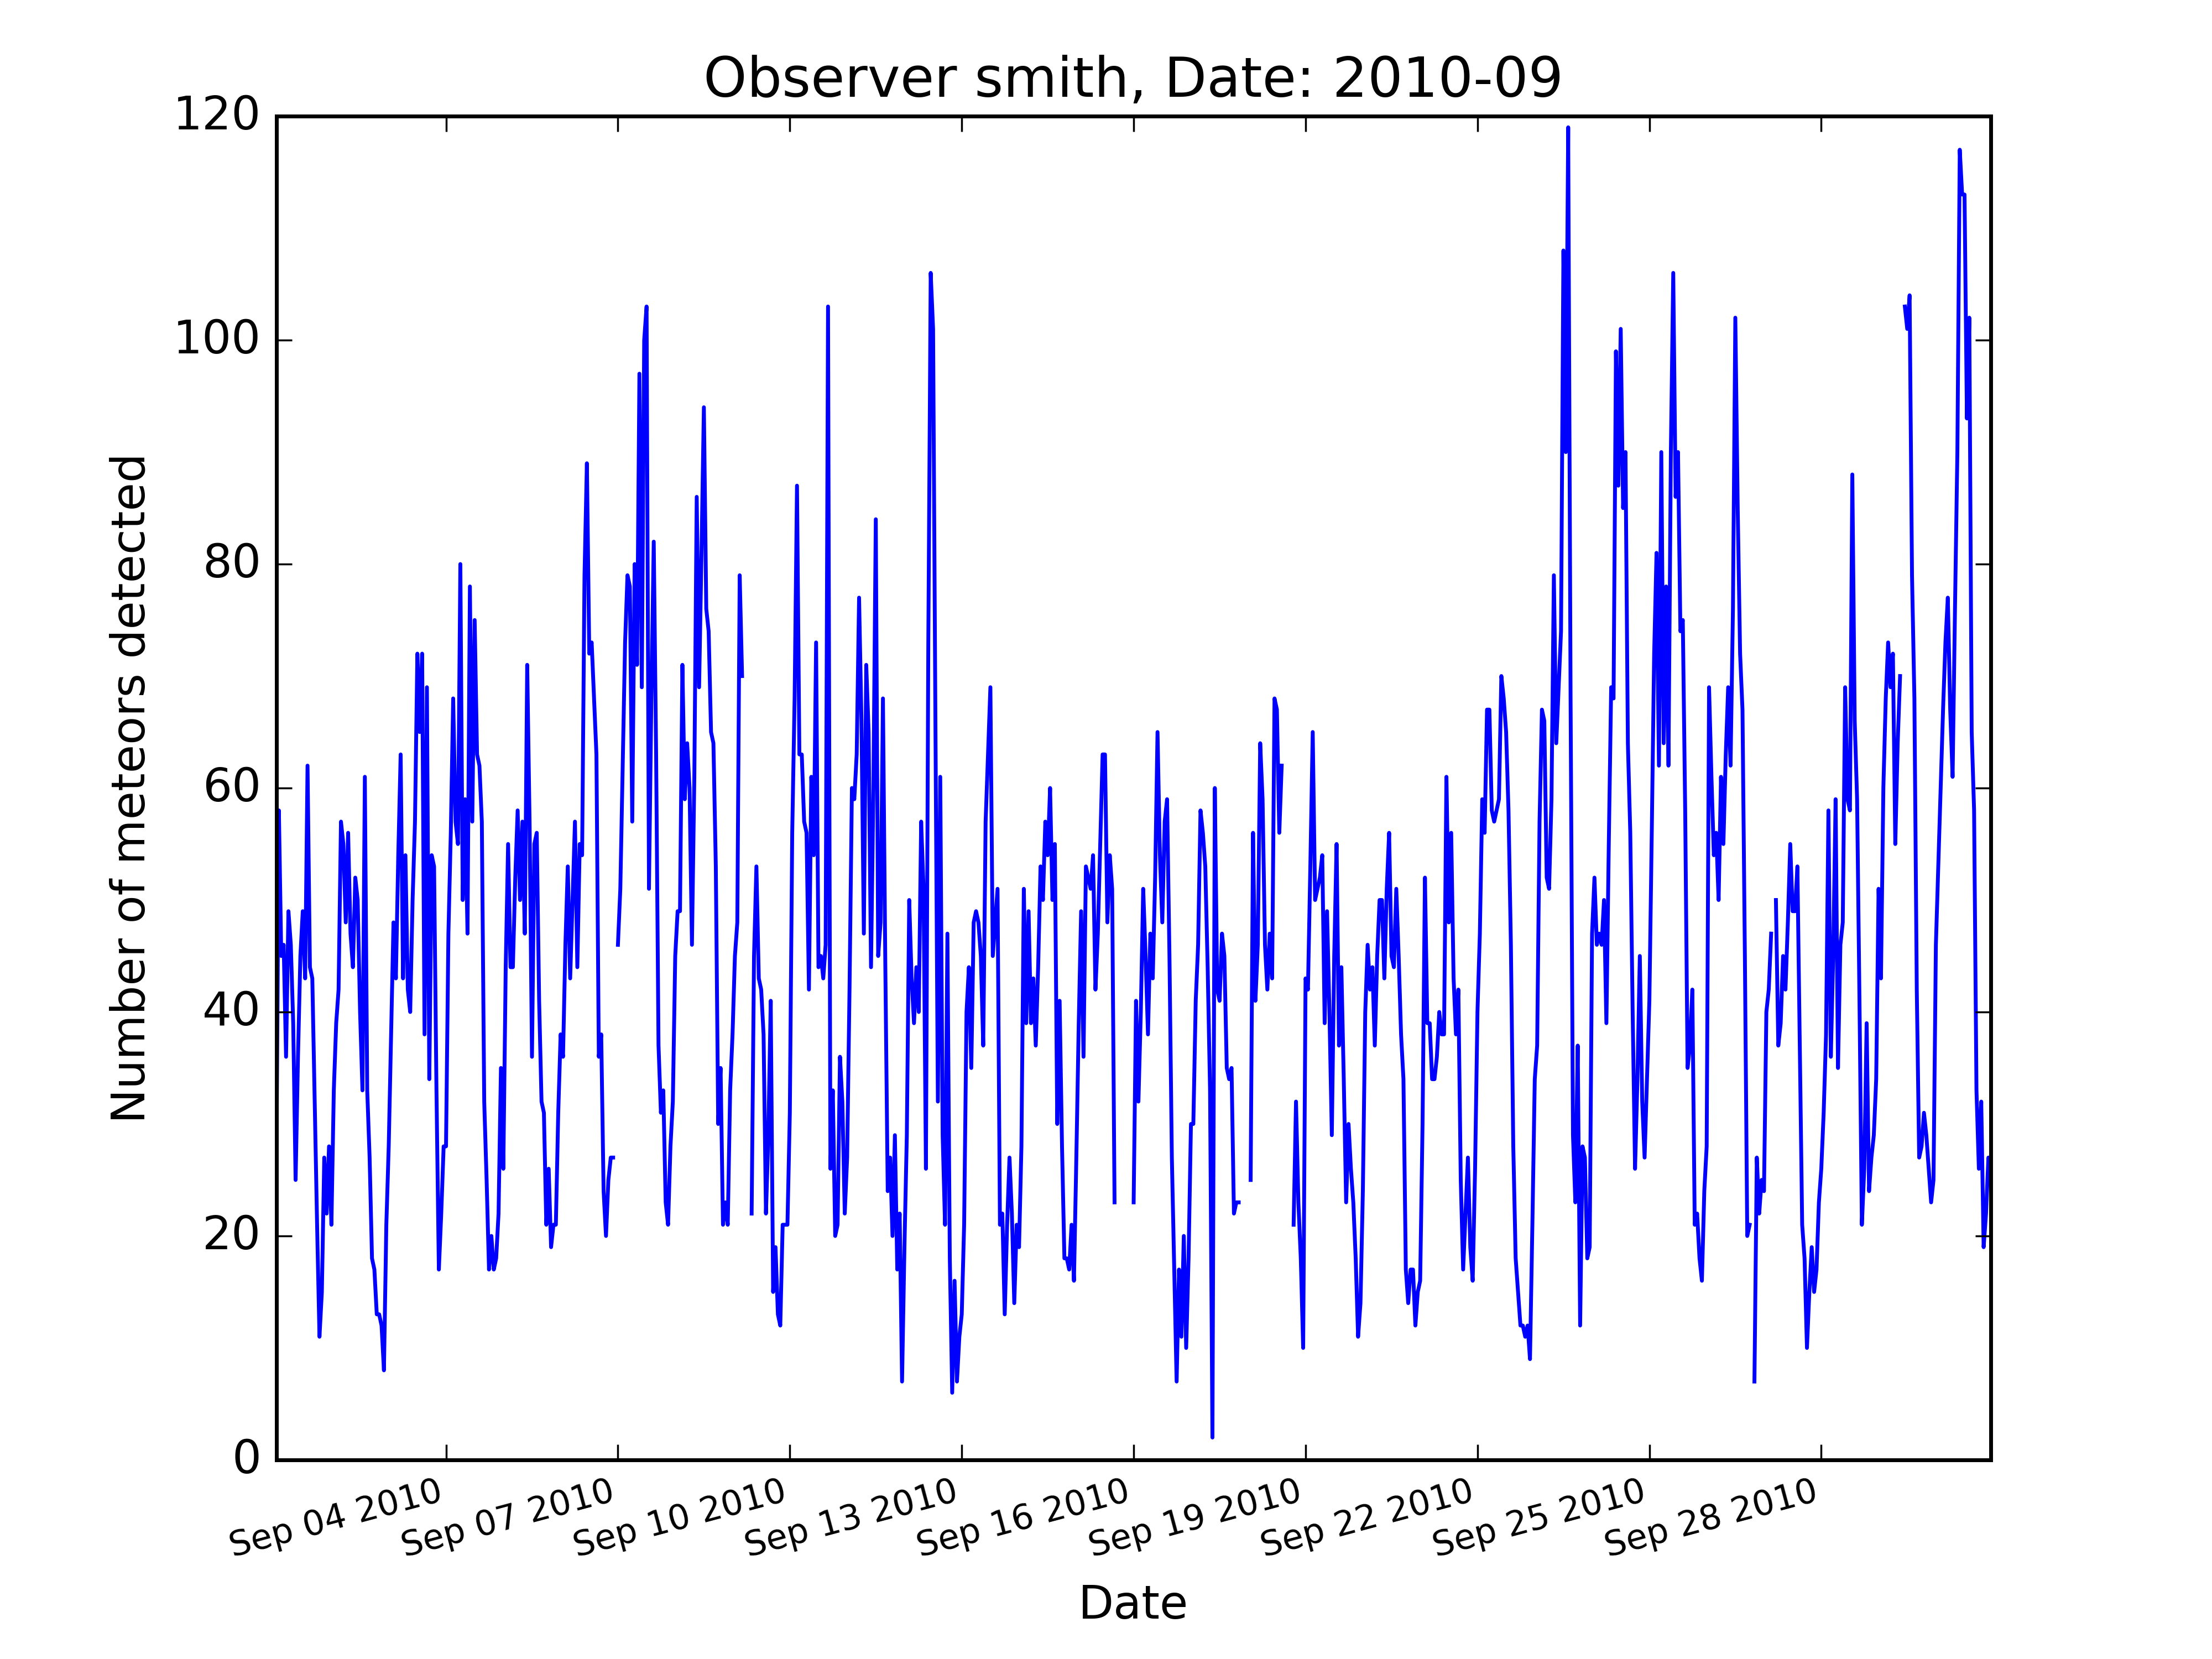 Observer smith, Date: 2010-09
Number of meteors detected
120
100
80
60
40
20
0
Sep 04 2010
Sep 07 2010
Sep 10 2010
Sep 13 2010
Sep 16 2010
Sep 19 2010
Sep 22 2010
Sep 25 2010
Sep 28 2010
Date